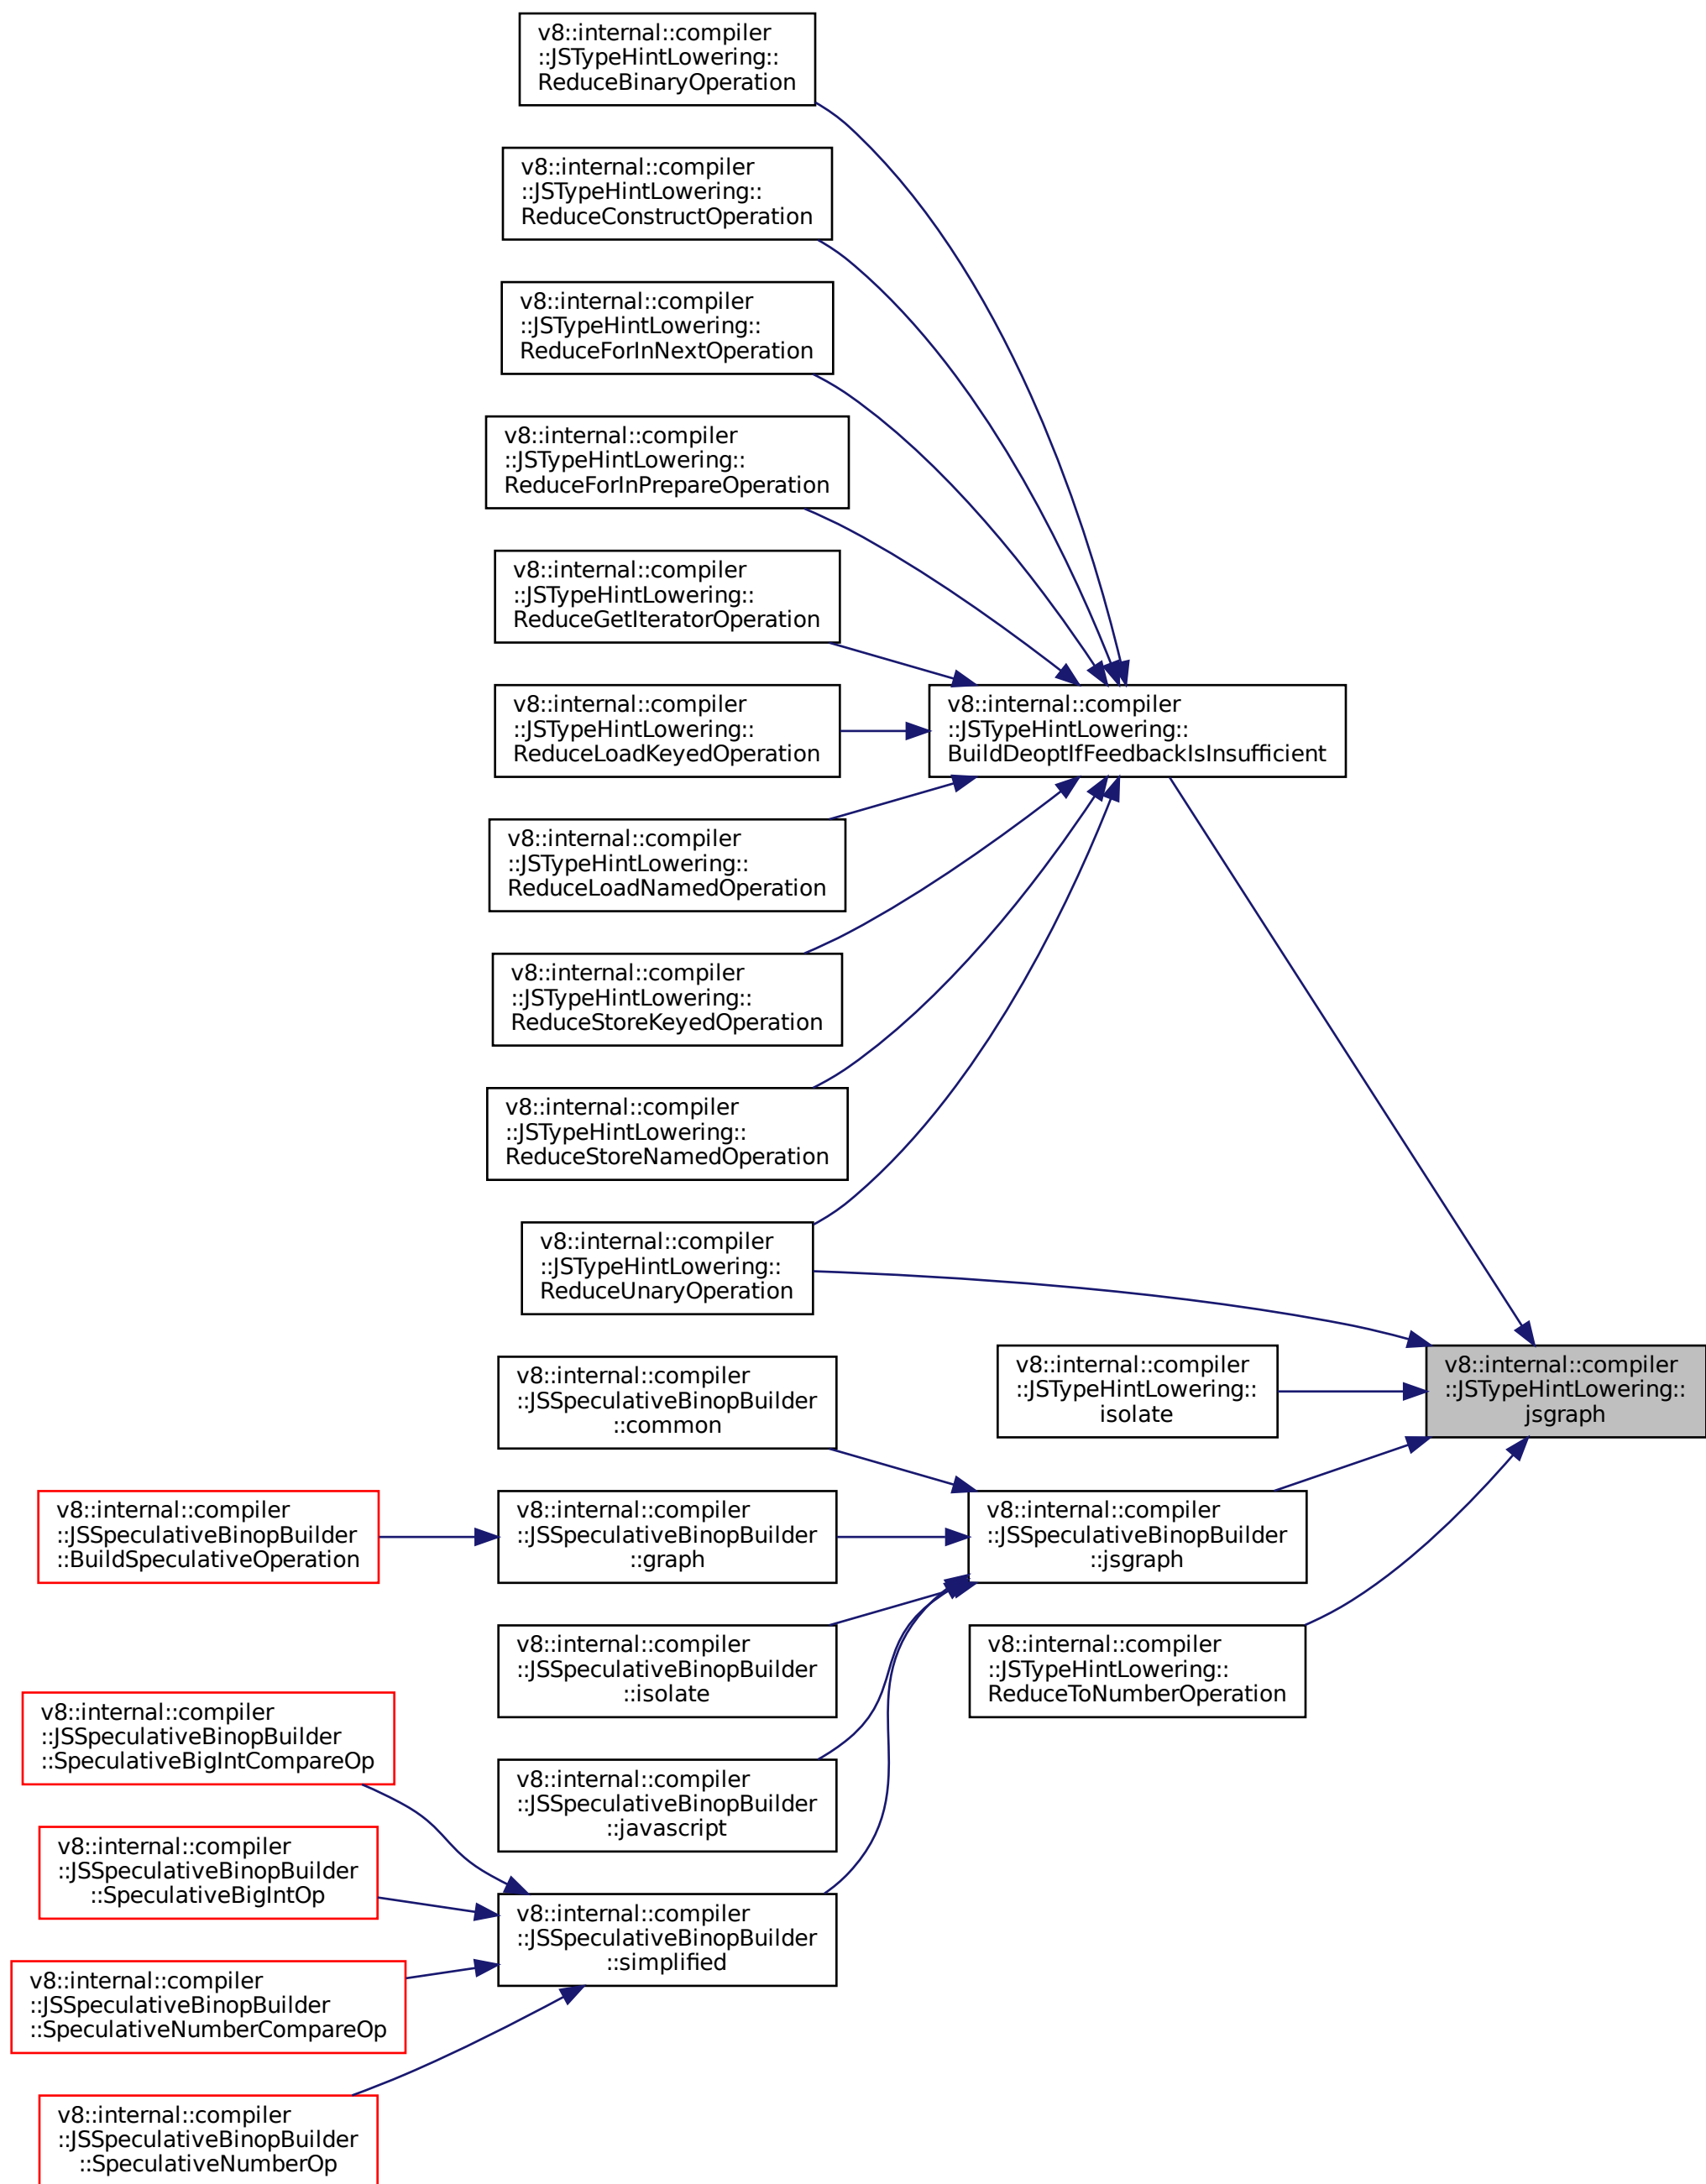 v8::internal::compiler
::JSTypeHintLowering::
ReduceBinaryOperation
v8::internal::compiler
::JSTypeHintLowering::
ReduceConstructOperation
v8::internal::compiler
::JSTypeHintLowering::
ReduceForInNextOperation
v8::internal::compiler
::JSTypeHintLowering::
ReduceForInPrepareOperation
v8::internal::compiler
::JSTypeHintLowering::
ReduceGetIteratorOperation
v8::internal::compiler
::JSTypeHintLowering::
ReduceLoadKeyedOperation
v8::internal::compiler
::JSTypeHintLowering::
BuildDeoptIfFeedbackIsInsufficient
v8::internal::compiler
::JSTypeHintLowering::
ReduceLoadNamedOperation
v8::internal::compiler
::JSTypeHintLowering::
ReduceStoreKeyedOperation
v8::internal::compiler
::JSTypeHintLowering::
ReduceStoreNamedOperation
v8::internal::compiler
::JSTypeHintLowering::
ReduceUnaryOperation
v8::internal::compiler
::JSTypeHintLowering::
isolate
v8::internal::compiler
::JSTypeHintLowering::
jsgraph
v8::internal::compiler
::JSSpeculativeBinopBuilder
::common
v8::internal::compiler
::JSSpeculativeBinopBuilder
::BuildSpeculativeOperation
v8::internal::compiler
::JSSpeculativeBinopBuilder
::graph
v8::internal::compiler
::JSSpeculativeBinopBuilder
::jsgraph
v8::internal::compiler
::JSSpeculativeBinopBuilder
::isolate
v8::internal::compiler
::JSTypeHintLowering::
ReduceToNumberOperation
v8::internal::compiler
::JSSpeculativeBinopBuilder
::SpeculativeBigIntCompareOp
v8::internal::compiler
::JSSpeculativeBinopBuilder
::javascript
v8::internal::compiler
::JSSpeculativeBinopBuilder
::SpeculativeBigIntOp
v8::internal::compiler
::JSSpeculativeBinopBuilder
::simplified
v8::internal::compiler
::JSSpeculativeBinopBuilder
::SpeculativeNumberCompareOp
v8::internal::compiler
::JSSpeculativeBinopBuilder
::SpeculativeNumberOp